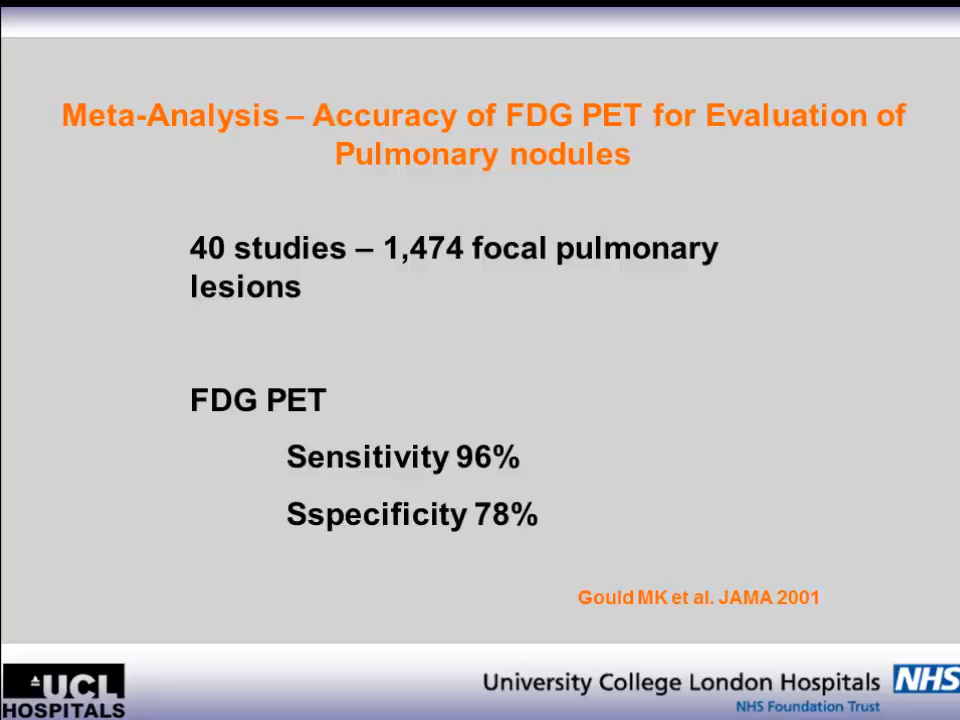 Meta-Analysis – Accuracy of FDG PET for Evaluation of
Pulmonary nodules
40 studies – 1,474 focal pulmonary
lesions
FDG PET
Sensitivity 96%
Sspecificity 78%
Gould MK et al. JAMA 2001
UCL
HOSPITALS
University College London Hospitals NHS
NHS Foundation Trust